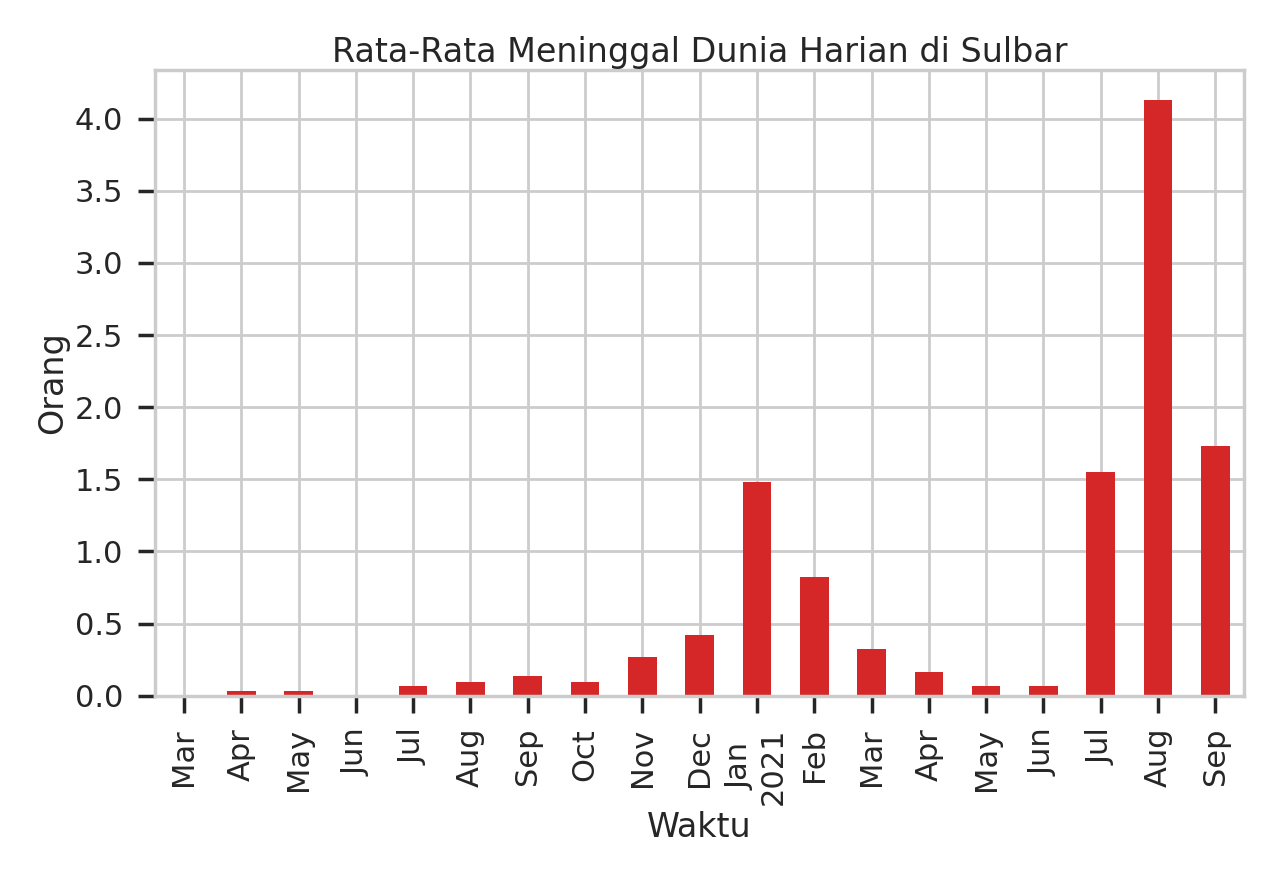 Rata-Rata Meninggal Dunia Harian di Sulbar
Orang
4.0
3.5
3.0
2.5
2.0
1.5
1.0
0.5
0.0
Mar
Apr
May
Jun
Jul
Aug
Sep
Oct
Nov
Dec
Jan
2021
Feb
Mar
Apr
May
Jun
Jul
Aug
Sep
Waktu